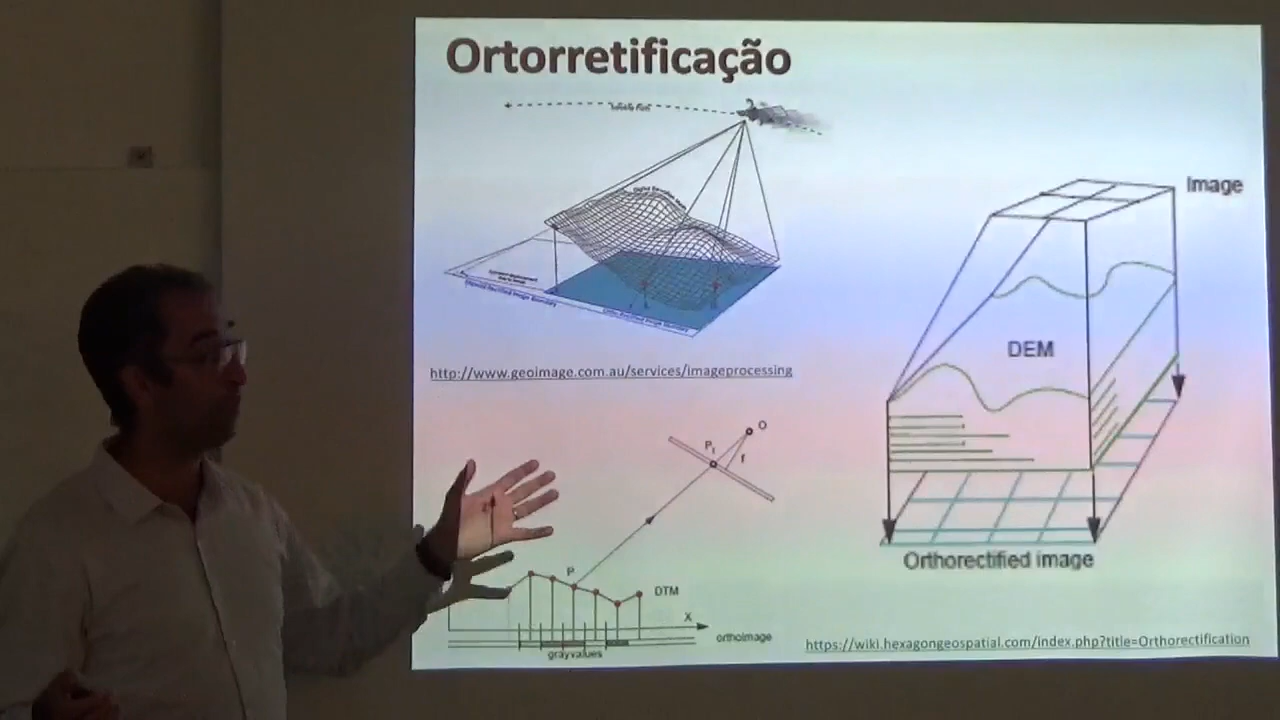 Ortorretificação
Image
DEM
Orthorectified image
http://www.geoimage.com.au/services/imageprocessing
O
P₁
f
P
DTM
X
orthoimage
grayvalues
https://wiki.hexagongeospatial.com/index.php?title=Orthorectification